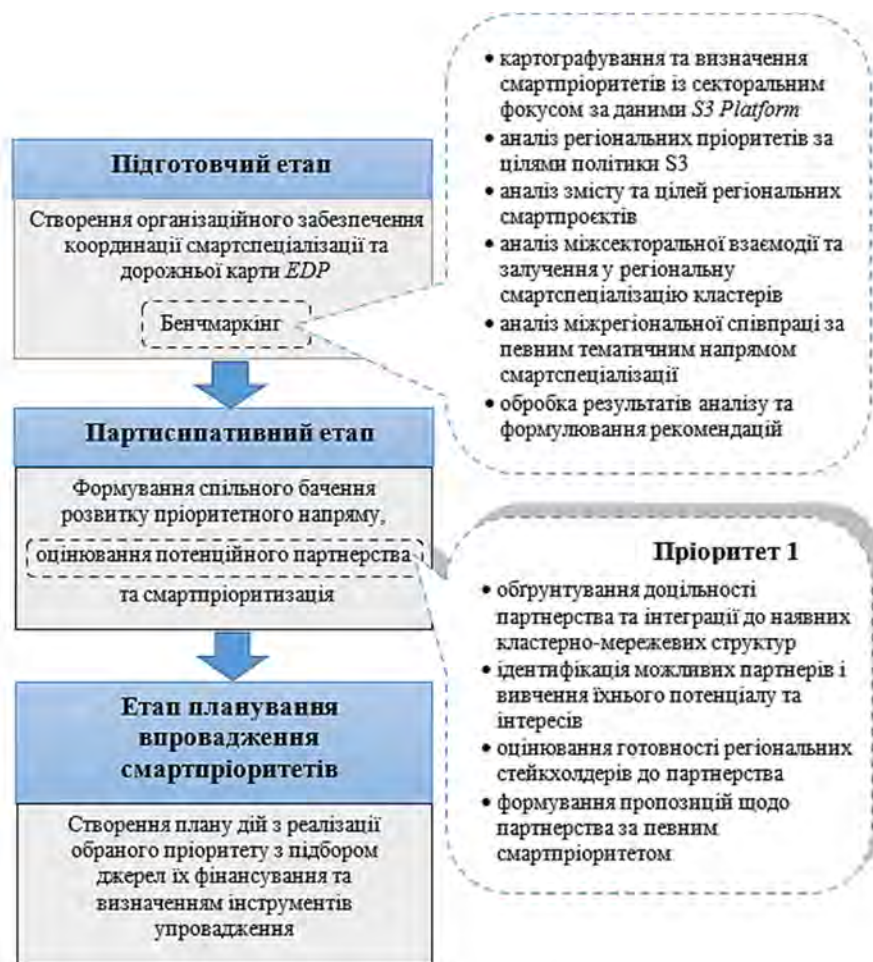 Підготовчий етап
Створення організаційного забезпечення
координації смартспеціалізації та
дорожньої карти EDP
Бенчмаркінг
• картографування та визначення
смартпріоритетів із секторальним
фокусом за даними S3 Platform
• аналіз регіональних пріоритетів за
цілями політики S3
• аналіз змісту та цілей регіональних
смартпроєктів
• аналіз міжсекторальної взаємодії та
залучення у регіональну
смартспеціалізацію кластерів
• аналіз міжрегіональної співпраці за
певним тематичним напрямом
смартспеціалізації
• обробка результатів аналізу та
формулювання рекомендацій
Партисипативний етап
Формування спільного бачення
розвитку пріоритетного напряму,
оцінювання потенційного партнерства
та смартпріоритизація
Пріоритет 1
• обґрунтування доцільності
партнерства та інтеграції до наявних
кластерно-мережевих структур
• ідентифікація можливих партнерів і
вивчення їхнього потенціалу та
інтересів
• оцінювання готовності регіональних
стейкхолдерів до партнерства
• формування пропозицій щодо
партнерства за певним
смартпріоритетом
Етап планування
впровадження
смартпріоритетів
Створення плану дій з реалізації
обраного пріоритету з підбором
джерел їх фінансування та
визначенням інструментів
упровадження